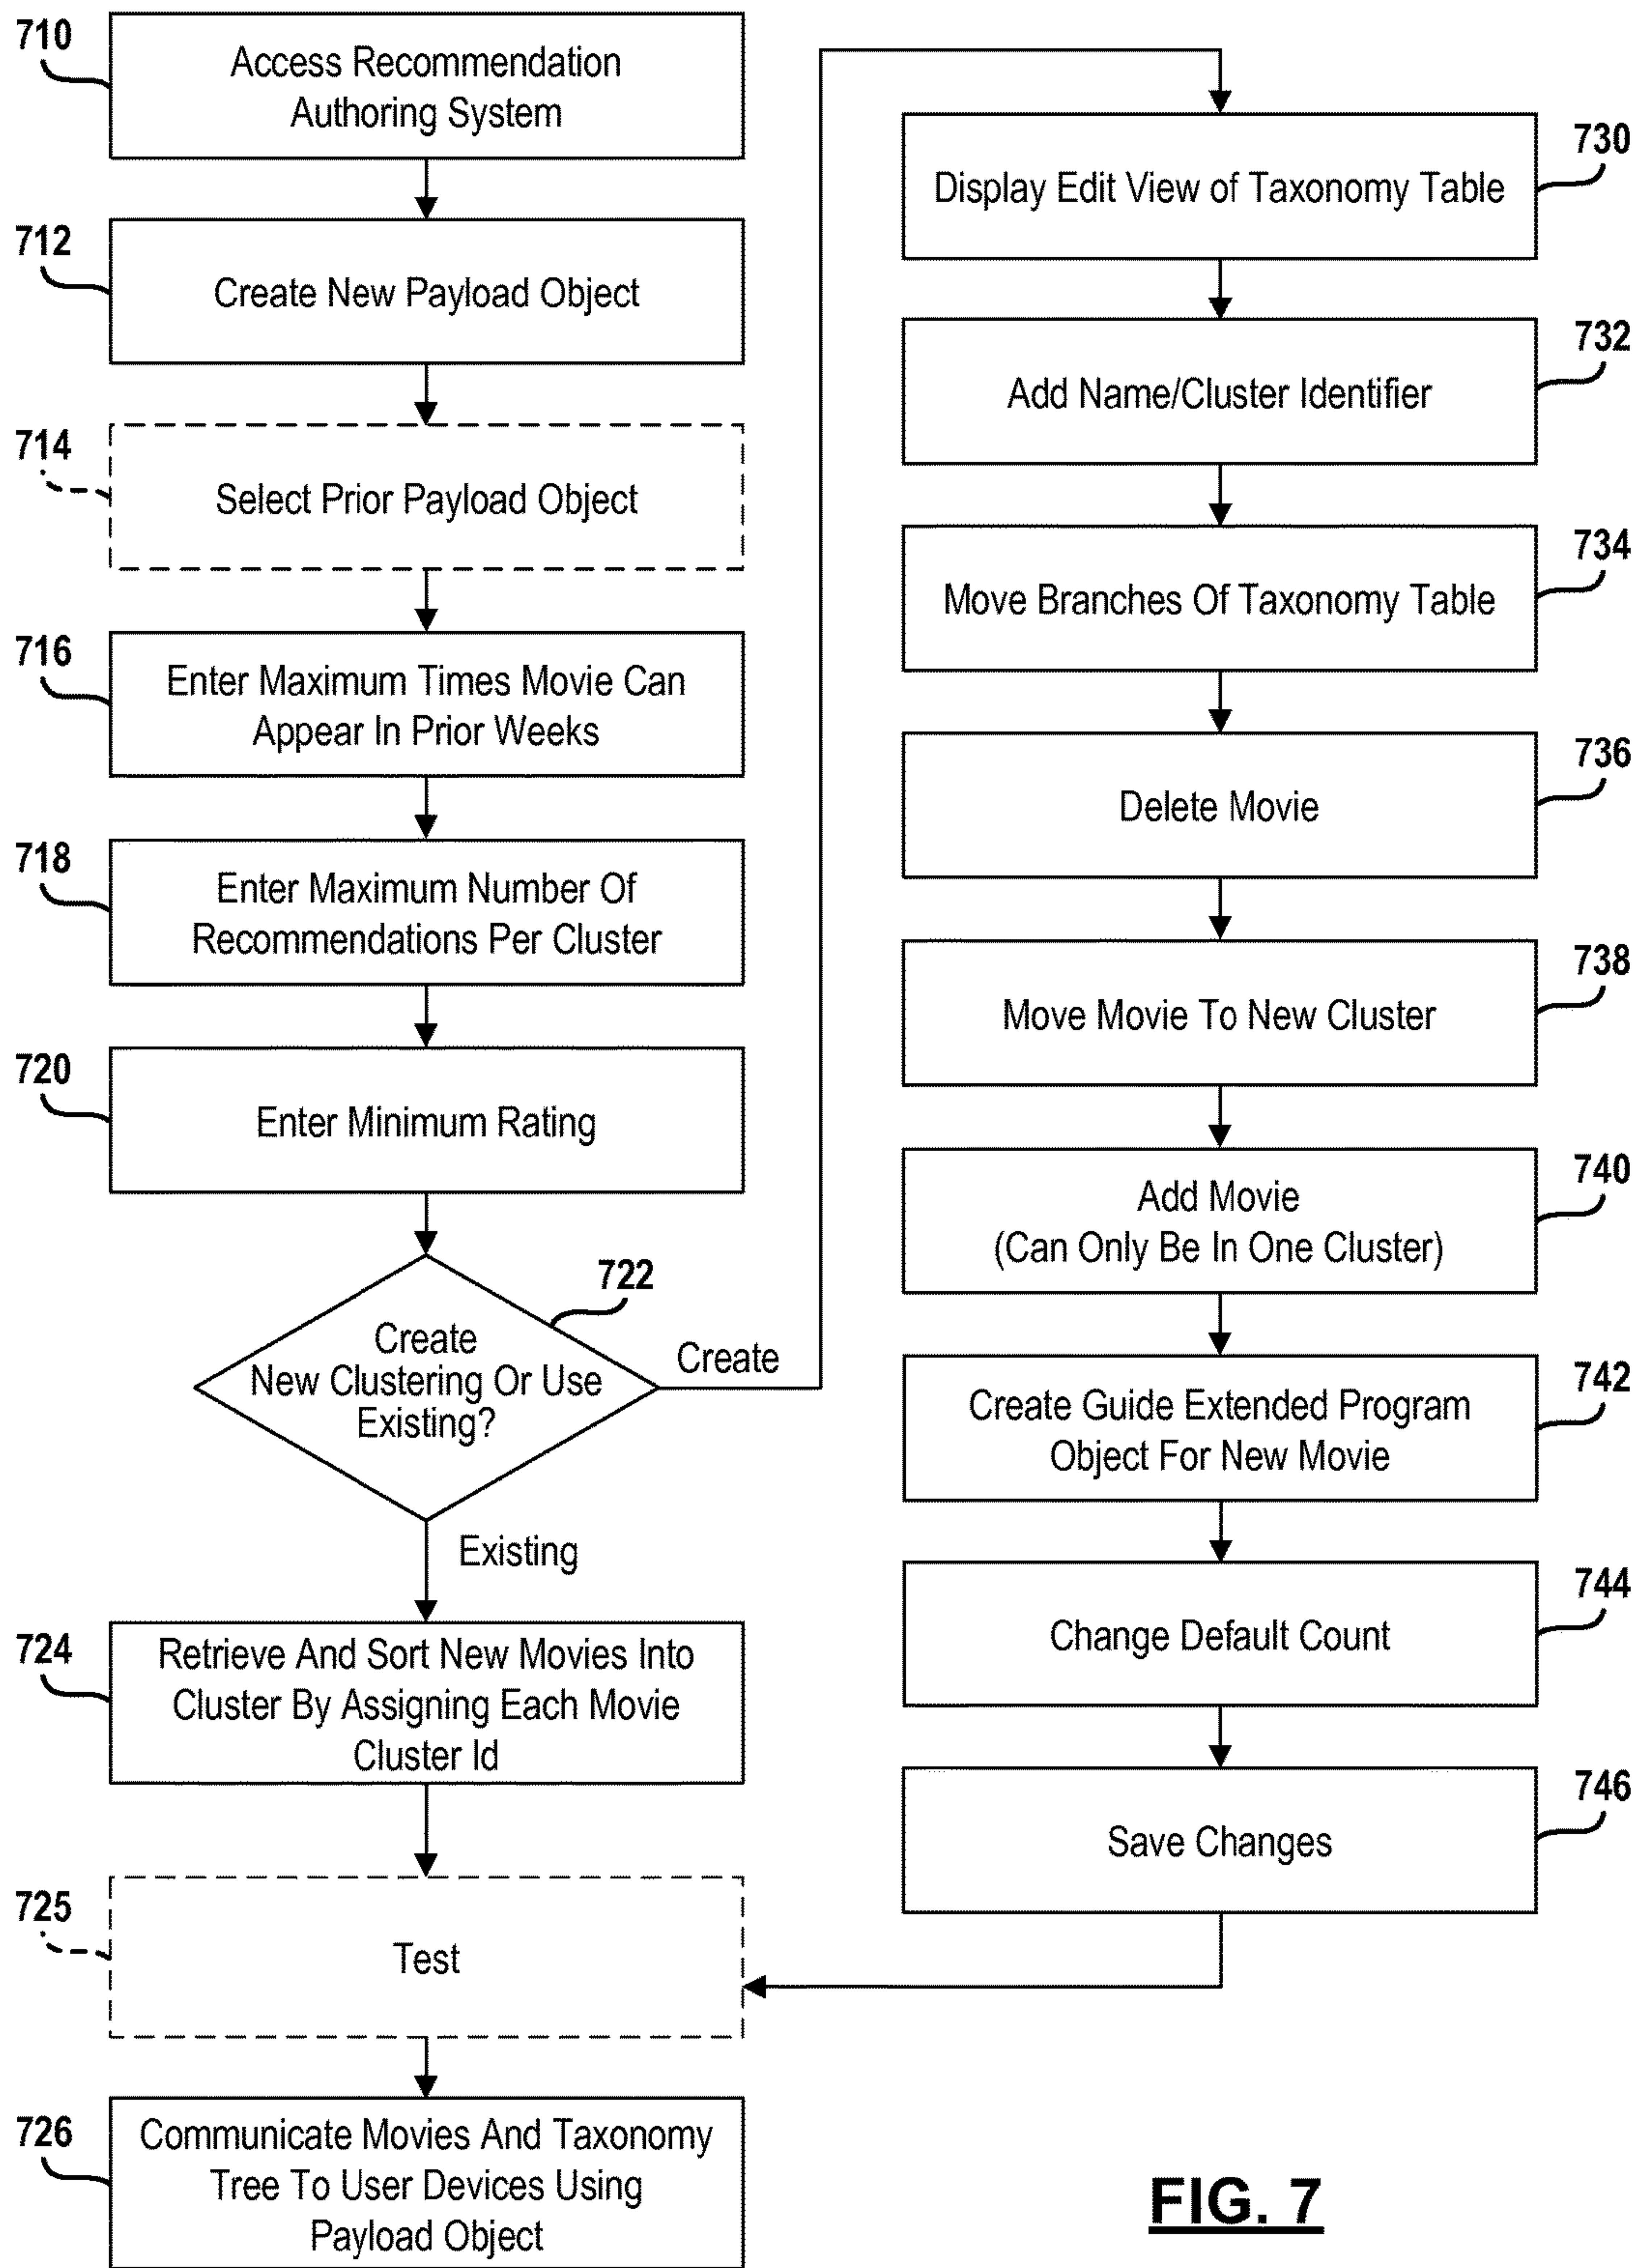 710
Access Recommendation
Authoring System
712
Create New Payload Object
714
Select Prior Payload Object
716
Enter Maximum Times Movie Can
Appear In Prior Weeks
718
Enter Maximum Number Of
Recommendations Per Cluster
720
Enter Minimum Rating
722
Create
New Clustering Or Use
Existing?
Create
Existing
724
Retrieve And Sort New Movies Into
Cluster By Assigning Each Movie
Cluster Id
725
Test
726
Communicate Movies And Taxonomy
Tree To User Devices Using
Payload Object
730
Display Edit View of Taxonomy Table
732
Add Name/Cluster Identifier
734
Move Branches Of Taxonomy Table
736
Delete Movie
738
Move Movie To New Cluster
740
Add Movie
(Can Only Be In One Cluster)
742
Create Guide Extended Program
Object For New Movie
744
Change Default Count
746
Save Changes
FIG. 7